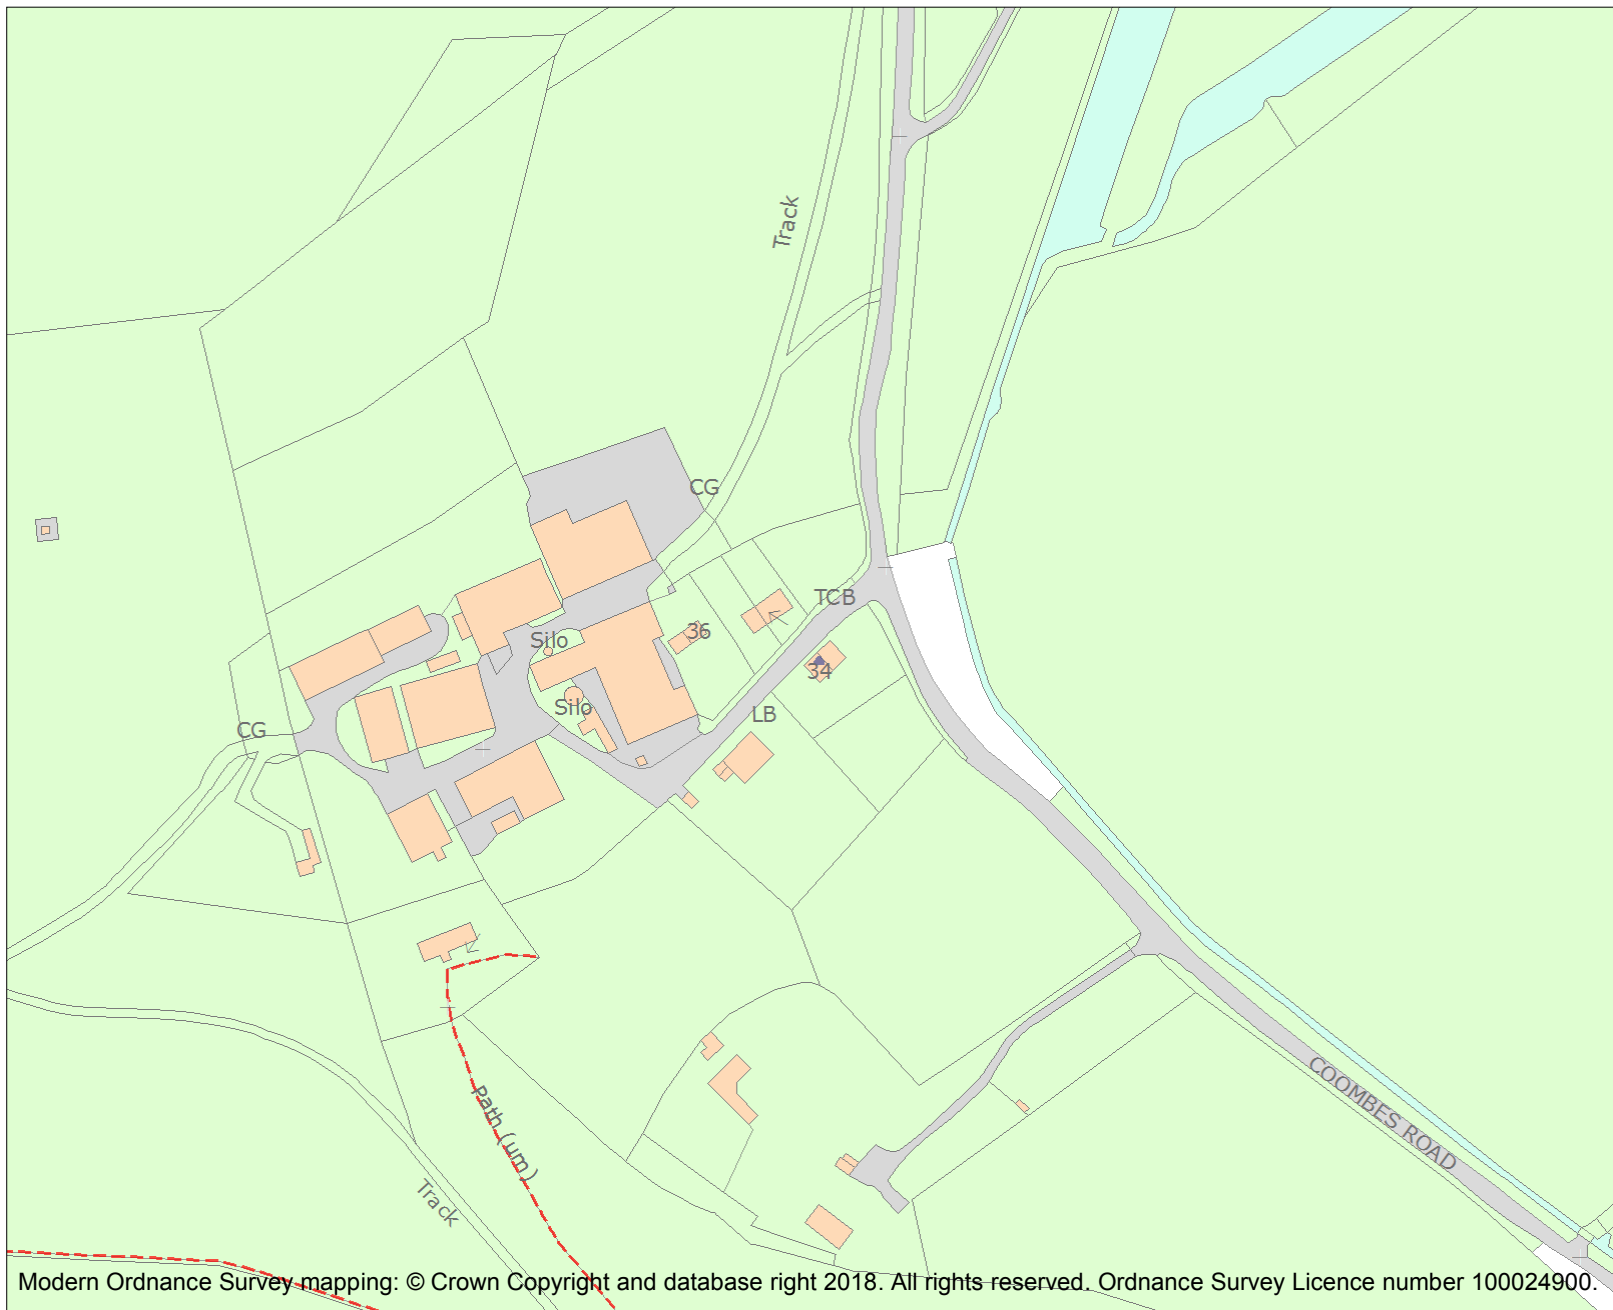 Track
CG
TCB
36
Silo
34
Silo
LB
CG
COOMBES ROAD
Path (um)
Track
Modern Ordnance Survey mapping: © Crown Copyright and database right 2018. All rights reserved. Ordnance Survey Licence number 100024900.